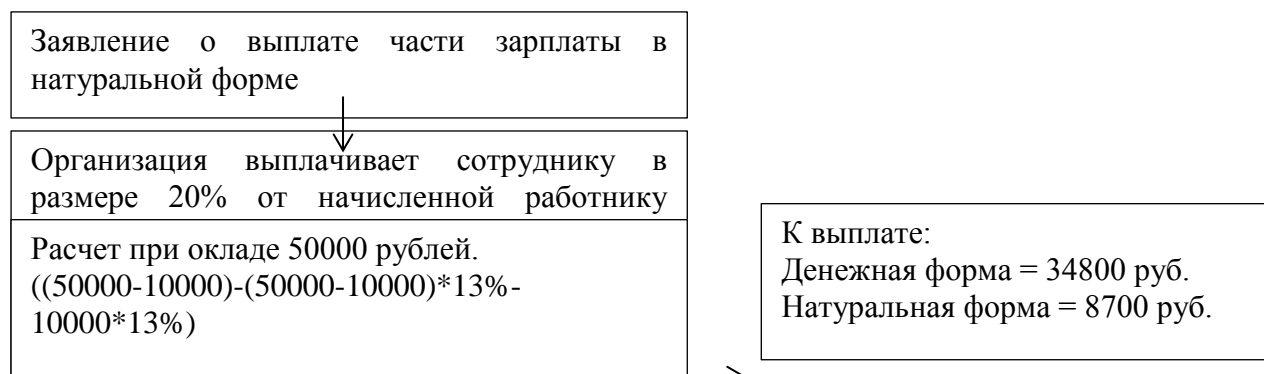 Заявление о выплате части зарплаты в
натуральной форме
Организация выплачивает сотруднику в
размере 20% от начисленной работнику
Расчет при окладе 50000 рублей.
((50000-10000)-(50000-10000)*13%-
10000*13%)
К выплате:
Денежная форма = 34800 руб.
Натуральная форма = 8700 руб.